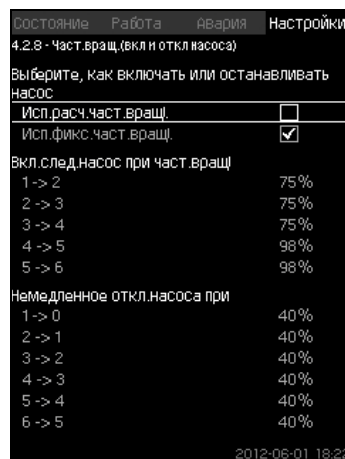 Состояние Работа Авария Настройки
4.2.8 - Част.вращ.(вкл и откл насоса)
Выберите, как включать или останавливать
насос
Исп.расч.част.вращ.
Исп.фикс.част.вращ.
Вкл.след.насос при част.вращ
1 -> 2 75%
2 -> 3 75%
3 -> 4 75%
4 -> 5 98%
5 -> 6 98%
Немедленное откл.насоса при
1 -> 0 40%
2 -> 1 40%
3 -> 2 40%
4 -> 3 40%
5 -> 4 40%
6 -> 5 40%
2012-06-01 18:22